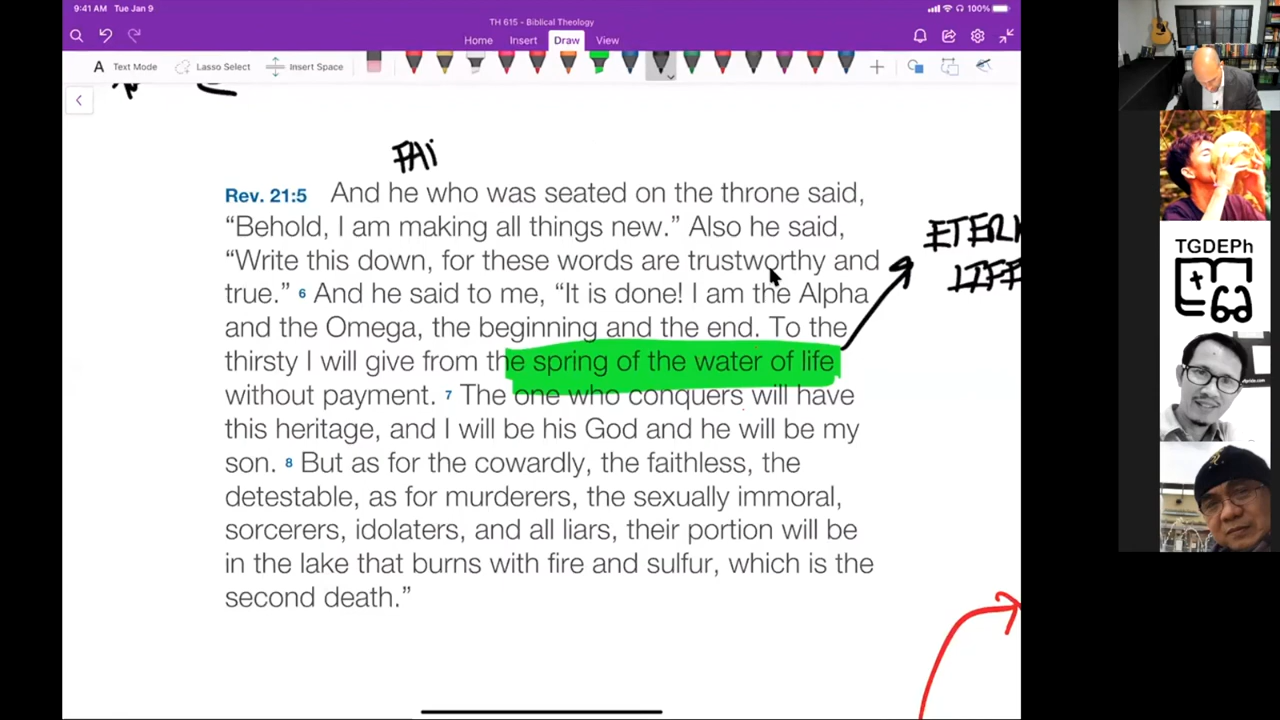 9:41 AM Tue Jan 9
100%
TH 615 - Biblical Theology
Home Insert Draw View
Text Mode Lasso Select Insert Space
FAi
Rev. 21:5 And he who was seated on the throne said,
“Behold, I am making all things new.” Also he said,
“Write this down, for these words are trustworthy and
true.” 6 And he said to me, “It is done! I am the Alpha
and the Omega, the beginning and the end. To the
thirsty I will give from the spring of the water of life
without payment. 7 The one who conquers will have
this heritage, and I will be his God and he will be my
son. 8 But as for the cowardly, the faithless, the
detestable, as for murderers, the sexually immoral,
sorcerers, idolaters, and all liars, their portion will be
in the lake that burns with fire and sulfur, which is the
second death.”
ETERN
LIFE
TGDEPh